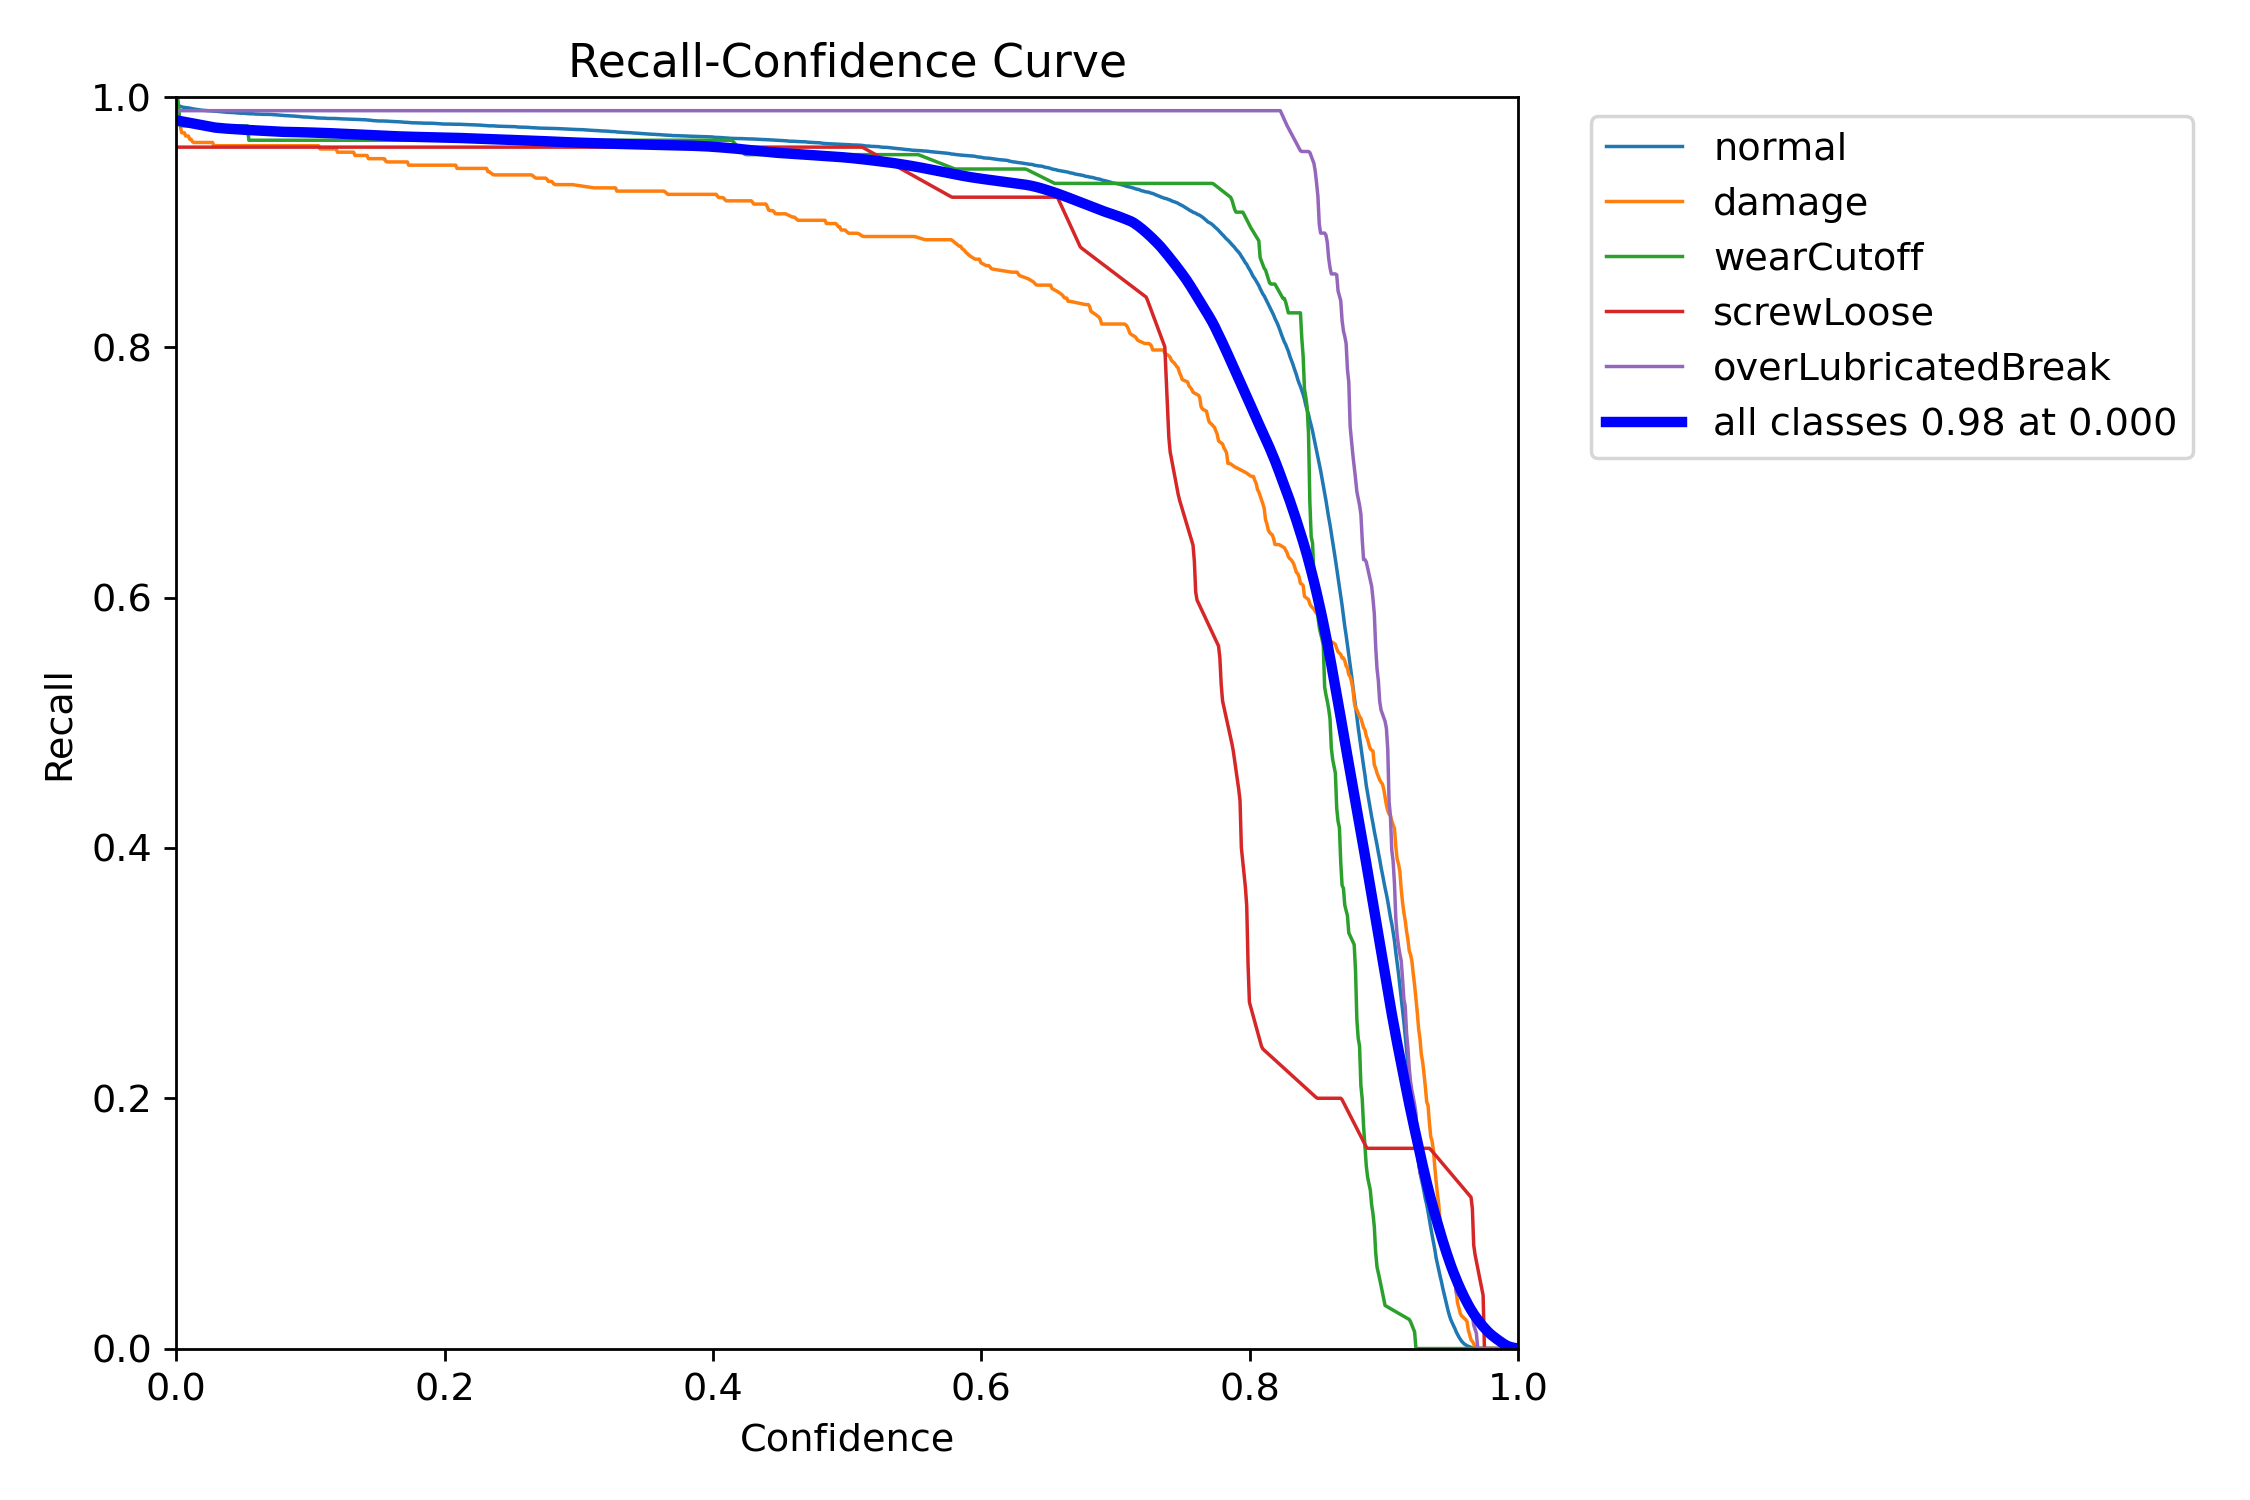 Recall-Confidence Curve
1.0
0.8
0.6
0.4
0.2
0.0
Recall
0.0 0.2 0.4 0.6 0.8 1.0
Confidence
normal
damage
wearCutoff
screwLoose
overLubricatedBreak
all classes 0.98 at 0.000